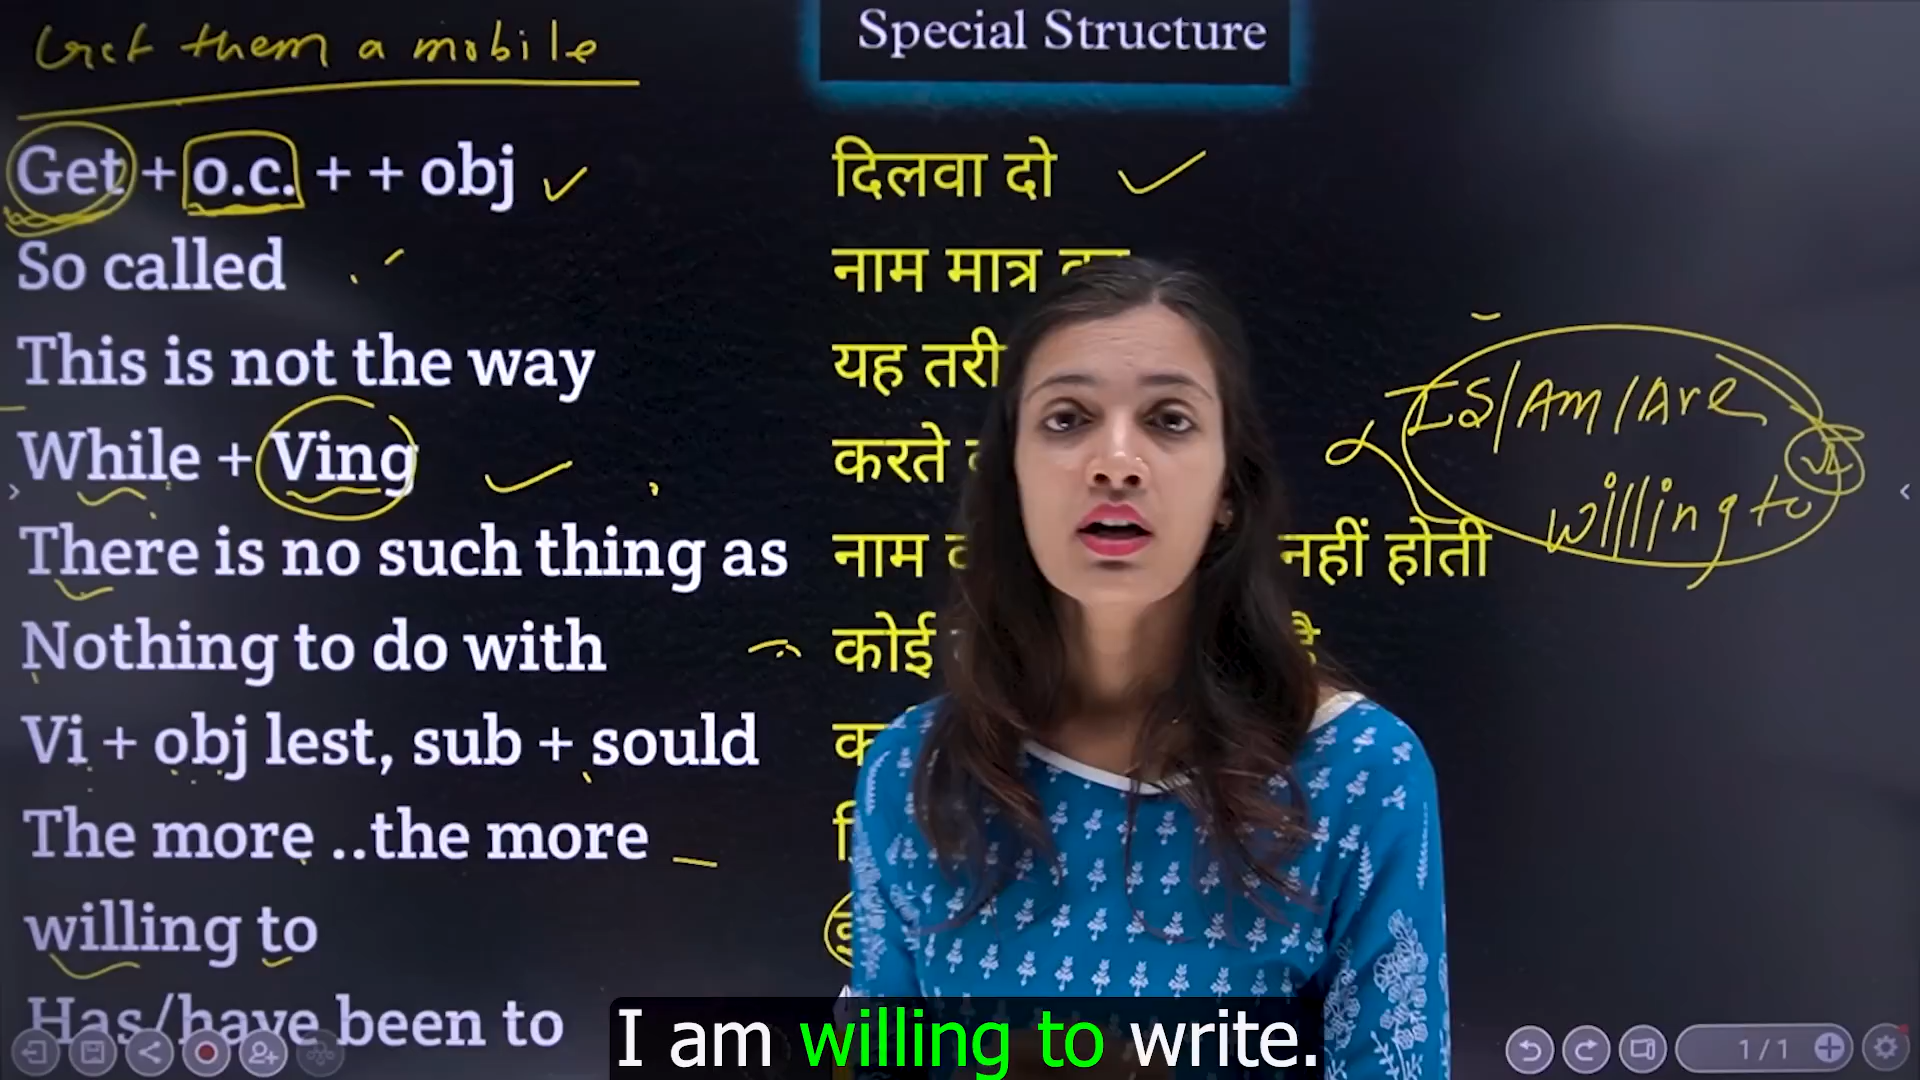 Get them a mobile
Special Structure
Get + o.c. + + obj
दिलवा दो
So called
नाम मात्र
This is not the way
यह
While + Ving
करते
There is no such thing as
नाम
नहीं होती
Nothing to do with
कोई
Is/Am/Are
V1
willing to
Vi + obj lest, sub + sould
The more ..the more
willing to
Has/have been to
I am willing to write.
1/1